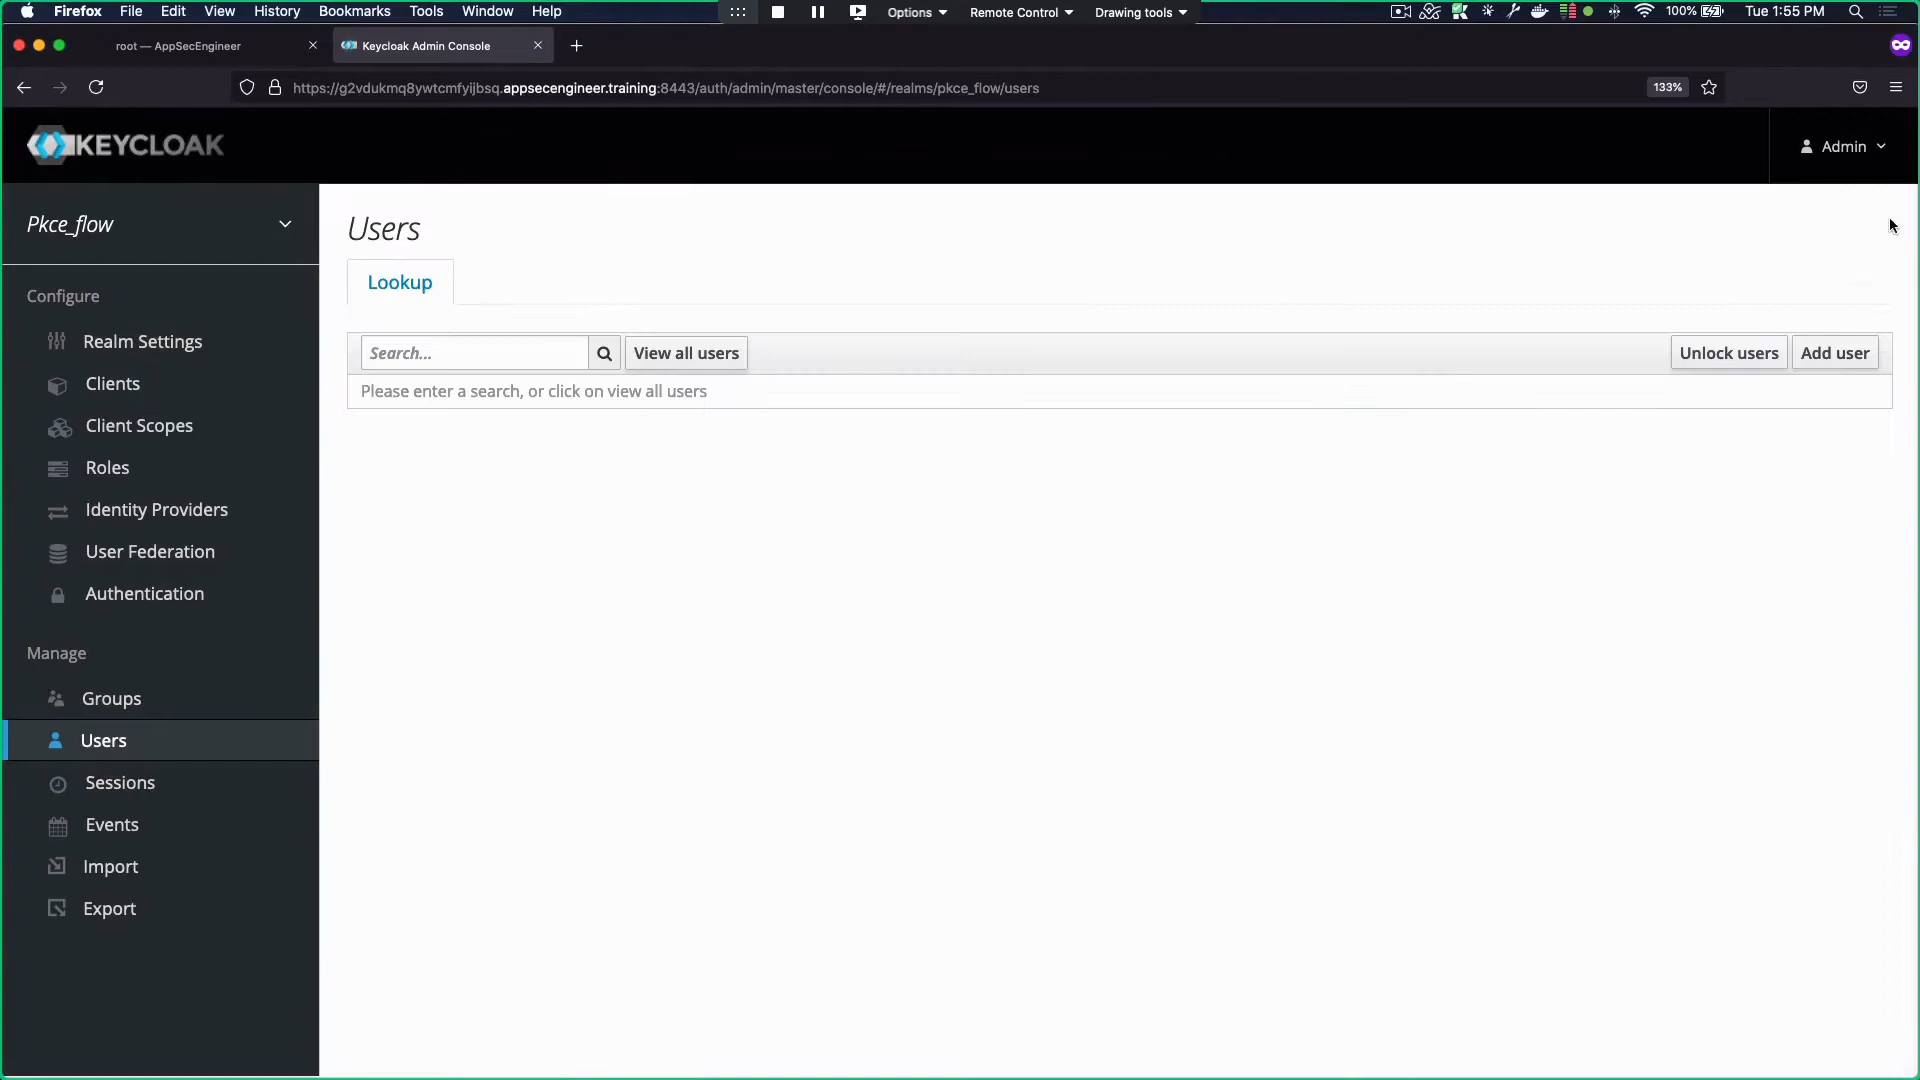 Firefox File Edit View History Bookmarks Tools Window Help Options Remote Control Drawing tools 100% Tue 1:55 PM
root — AppSecEngineer
Keycloak Admin Console
https://g2vdukmq8ywtcmfyijbsq.appsecengineer.training:8443/auth/admin/master/console/#/realms/pkce_flow/users
133%
KEYCLOAK
Admin
Pkce_flow
Configure
Realm Settings
Clients
Client Scopes
Roles
Identity Providers
User Federation
Authentication
Manage
Groups
Users
Sessions
Events
Import
Export
Users
Lookup
Search...
View all users
Unlock users
Add user
Please enter a search, or click on view all users